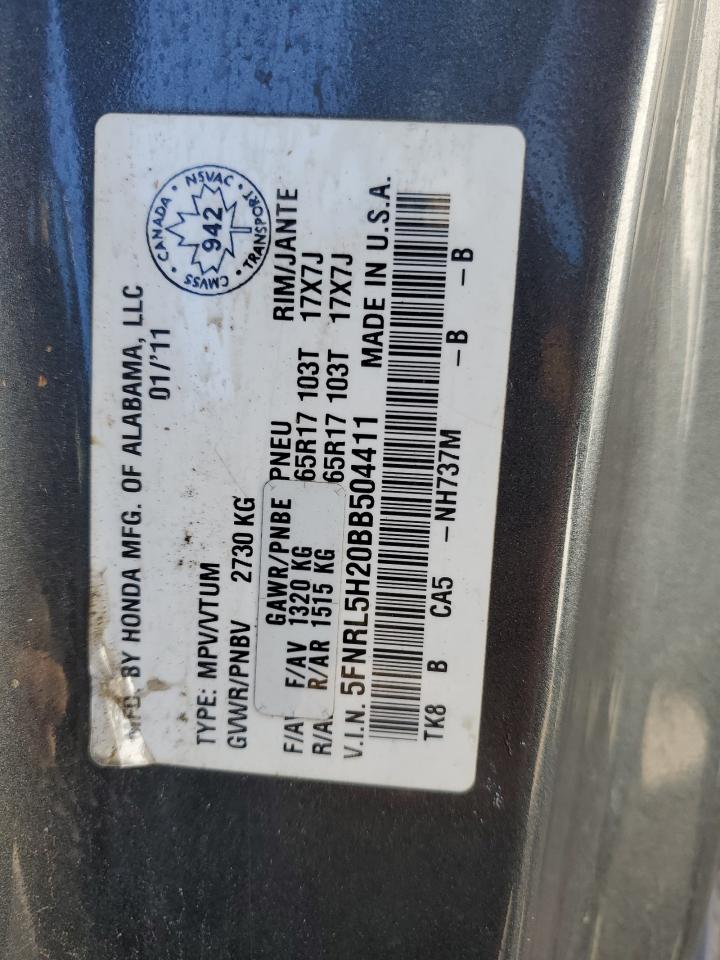 MFD. BY HONDA MFG. OF ALABAMA, LLC
01/'11
CANADA · NSVAC · TRANSPORT · CMVSS ·
942
TYPE: MPV/VTUM
GVWR/PNBV 2730 KG
GAWR/PNBE PNEU RIM/JANTE
F/AV F/AV 1320 KG 65R17 103T 17X7J
R/A R/AR 1515 KG 65R17 103T 17X7J
V.I.N. 5FNRL5H20BB504411 MADE IN U.S.A.
TK8 B CA5 -NH737M -B -B